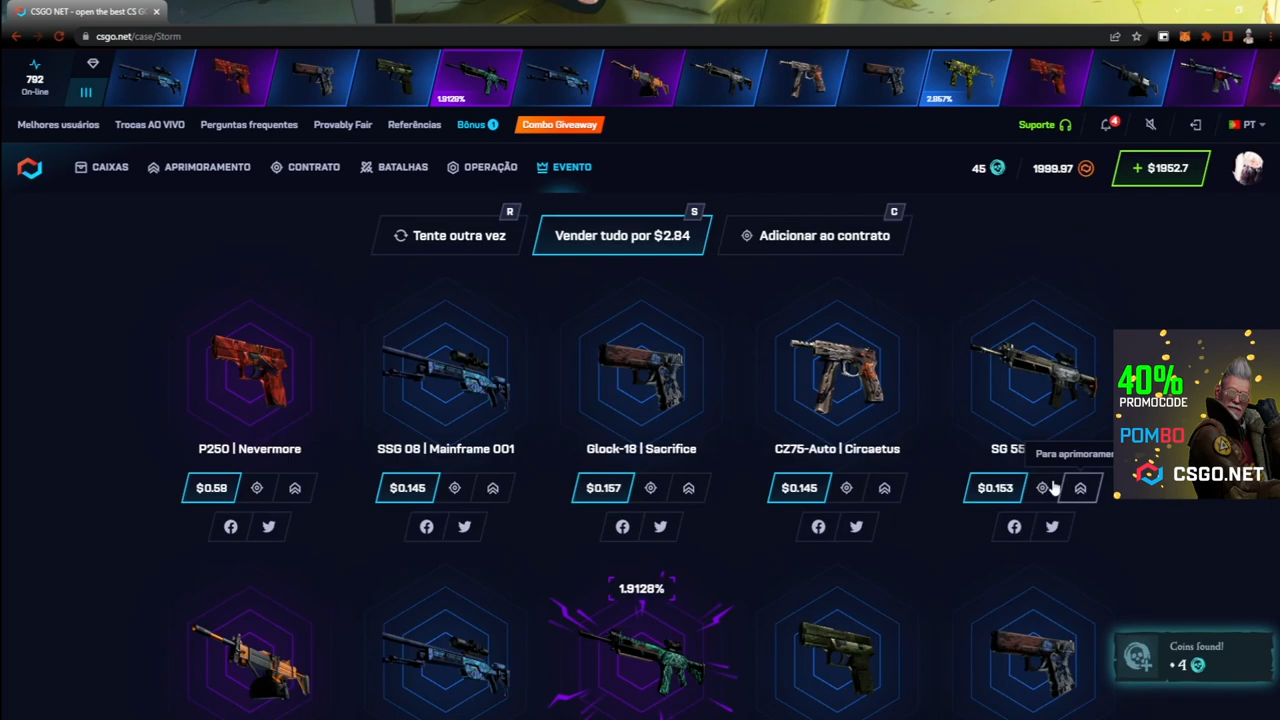 CSGO NET - open the best CS G
csgo.net/case/Storm
792
On-line
1.9128%
2.857%
Melhores usuários
Trocas AO VIVO
Perguntas frequentes
Provably Fair
Referências
Bônus 1
Combo Giveaway
Suporte
4
PT
CAIXAS
APRIMORAMENTO
CONTRATO
BATALHAS
OPERAÇÃO
EVENTO
45
1999.97
+ $1952.7
R
S
C
Tente outra vez
Vender tudo por $2.84
Adicionar ao contrato
P250 | Nevermore
SSG 08 | Mainframe 001
Glock-18 | Sacrifice
CZ75-Auto | Circaetus
SG 55
Para aprimoramen
$0.58
$0.145
$0.157
$0.145
$0.153
40%
PROMOCODE
POMBO
CSGO.NET
1.9128%
Coins found!
• 4